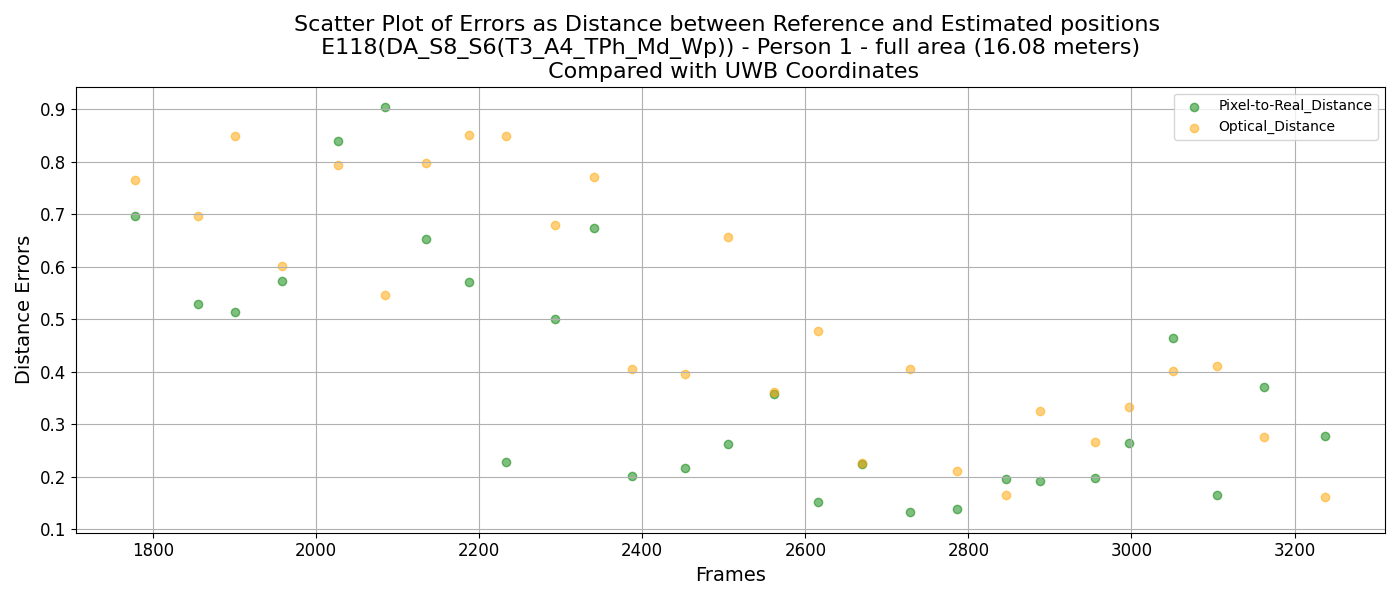 Scatter Plot of Errors as Distance between Reference and Estimated positions
E118(DA_S8_S6(T3_A4_TPh_Md_Wp)) - Person 1 - full area (16.08 meters)
Compared with UWB Coordinates
Pixel-to-Real_Distance
Optical_Distance
Distance Errors
0.9
0.8
0.7
0.6
0.5
0.4
0.3
0.2
0.1
1800 2000 2200 2400 2600 2800 3000 3200
Frames